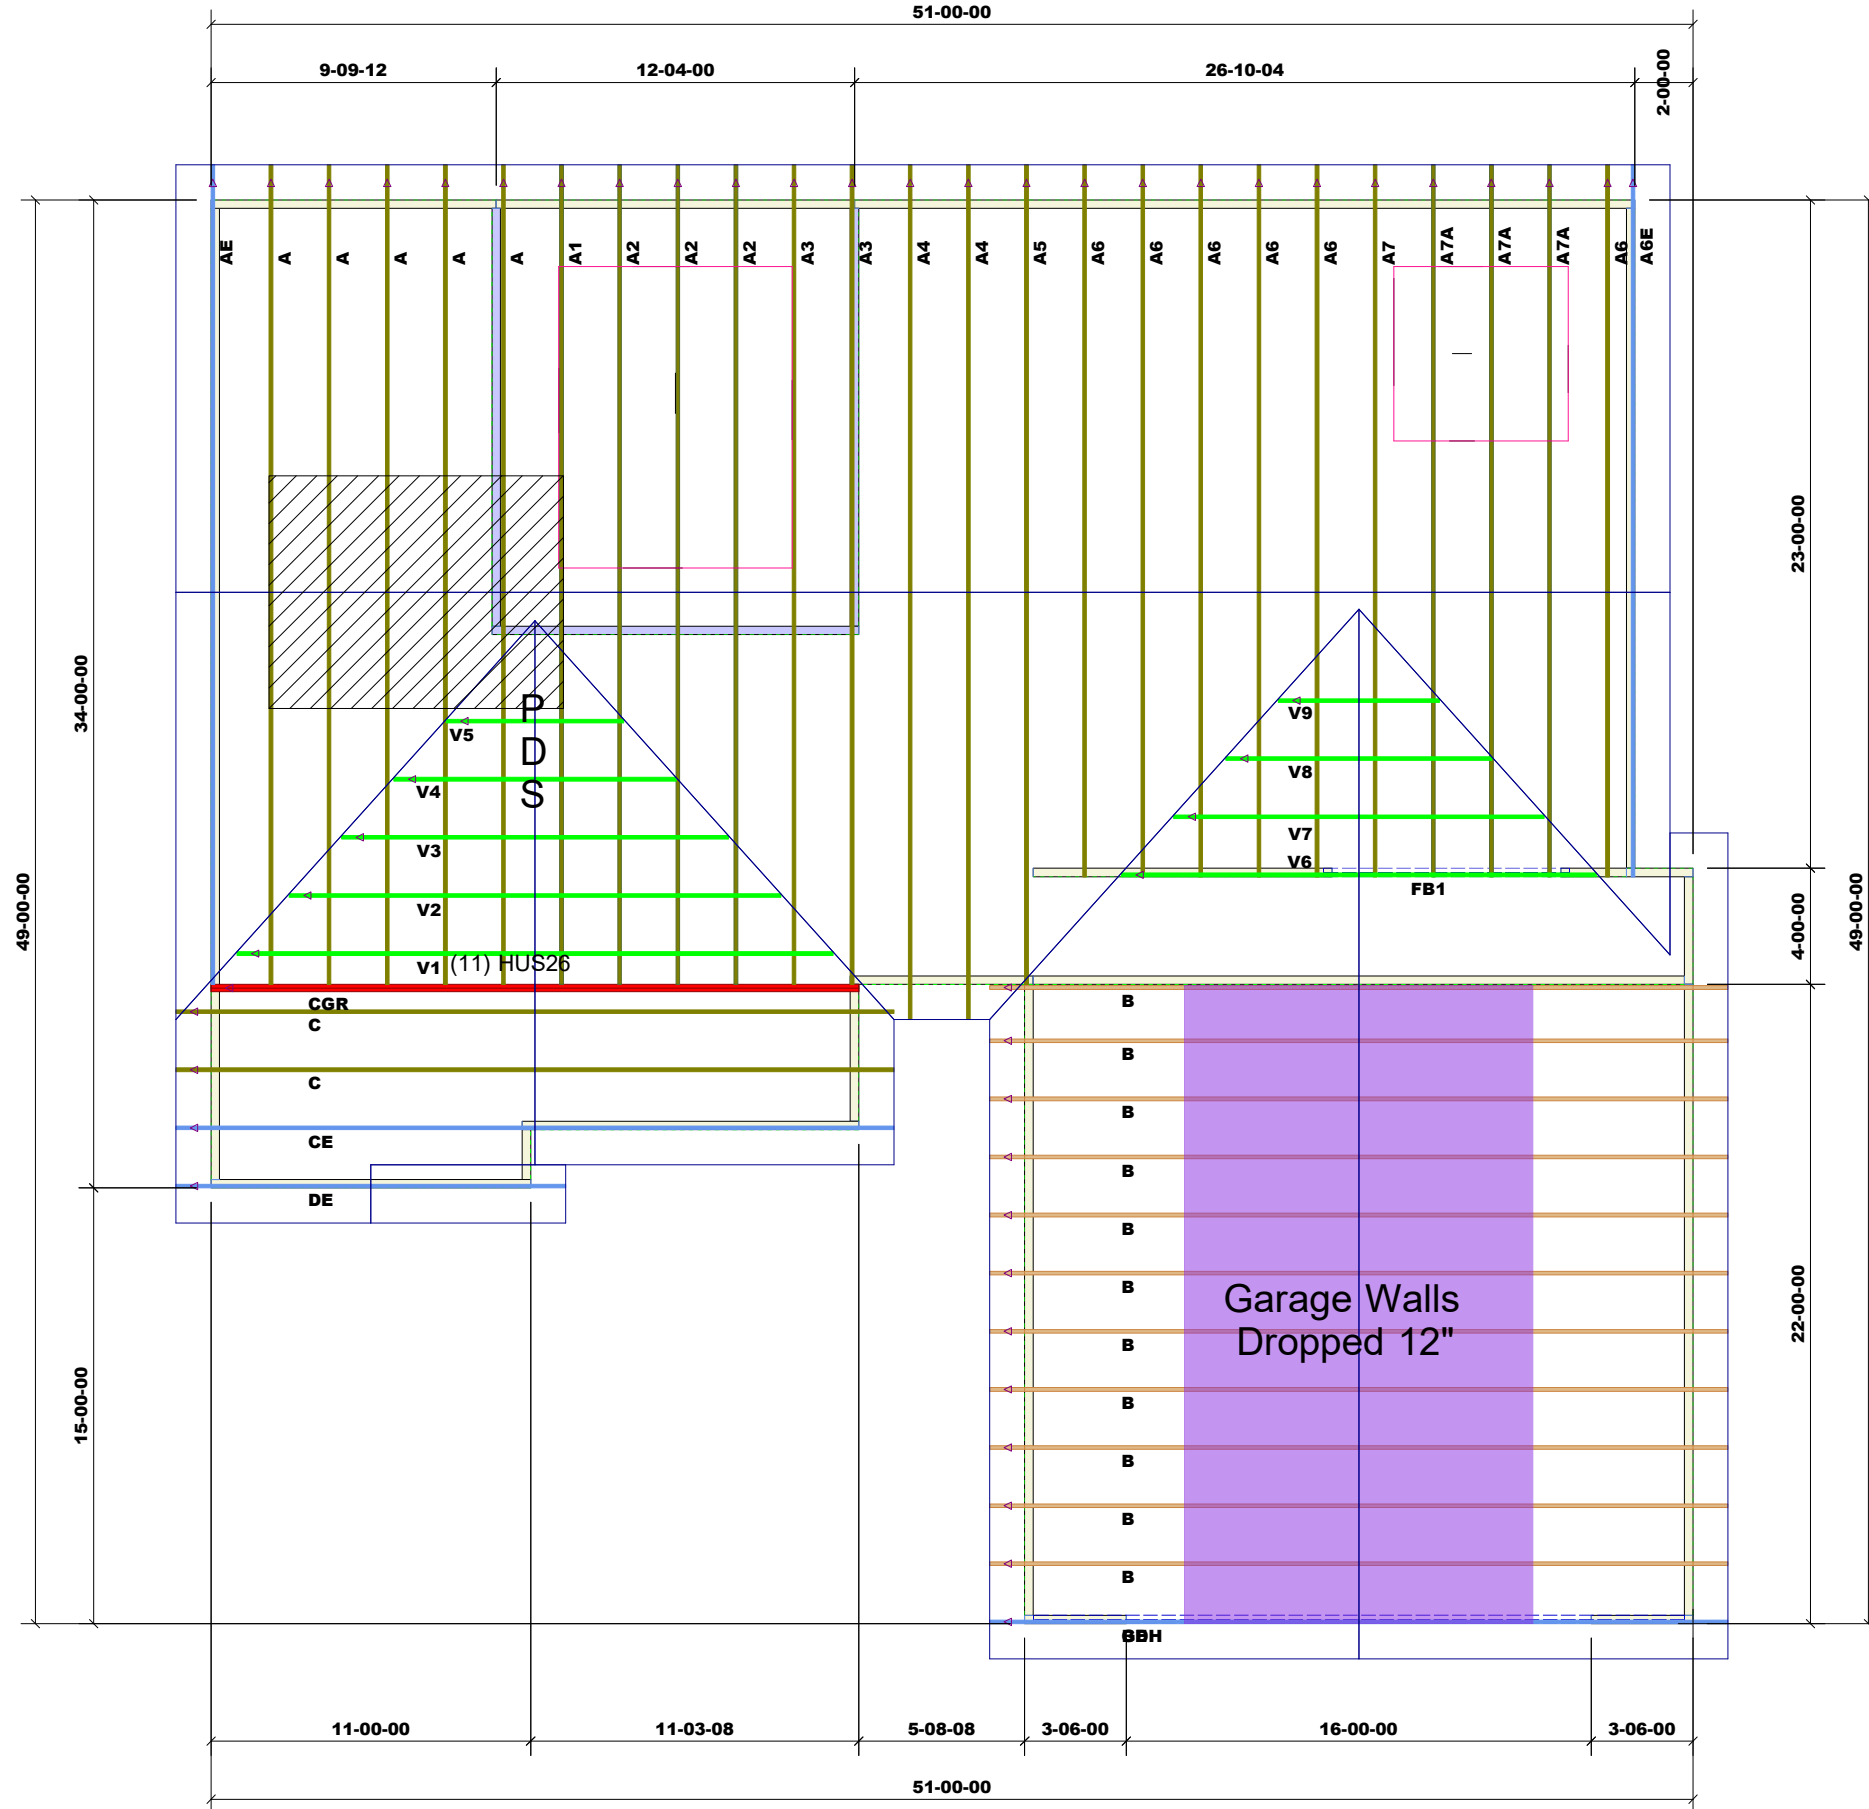 51-00-00
9-09-12
12-04-00
26-10-04
2-00-00
AE
A
A
A
A
A
A1
A2
A2
A2
A3
A3
A4
A4
A5
A6
A6
A6
A6
A6
A7
A7A
A7A
A7A
A6
A6E
49-00-00
34-00-00
15-00-00
23-00-00
4-00-00
49-00-00
22-00-00
P
D
S
V5
V4
V3
V2
V1 (11) HUS26
V9
V8
V7
V6
FB1
CGR
C
C
CE
DE
B
B
B
B
B
B
B
B
B
B
B
Garage Walls
Dropped 12"
11-00-00
11-03-08
5-08-08
3-06-00
16-00-00
3-06-00
51-00-00